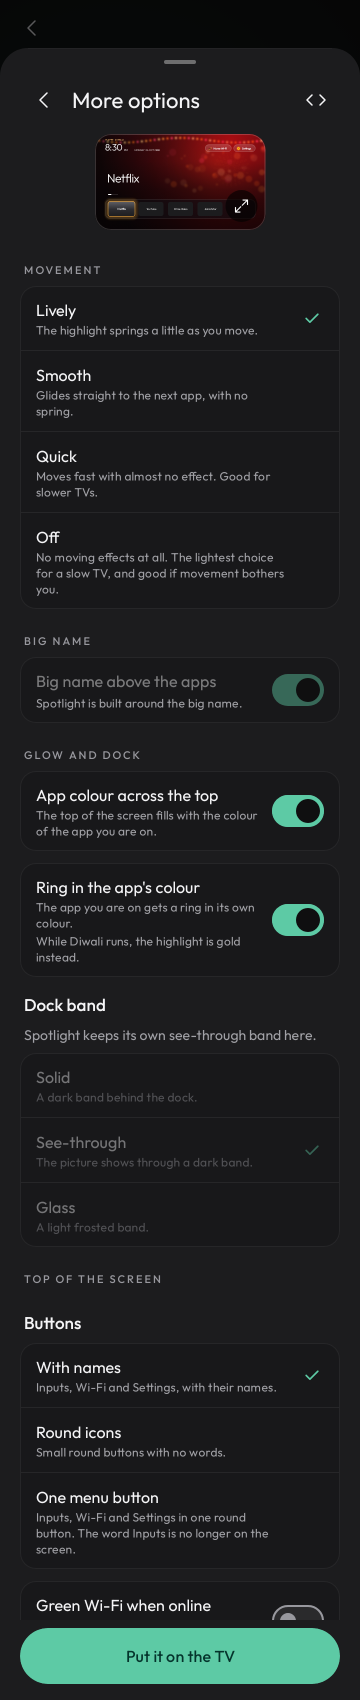 More options
8:30
Netflix
MOVEMENT
Lively
The highlight springs a little as you move.
Smooth
Glides straight to the next app, with no
spring.
Quick
Moves fast with almost no effect. Good for
slower TVs.
Off
No moving effects at all. The lightest choice
for a slow TV, and good if movement bothers
you.
BIG NAME
Big name above the apps
Spotlight is built around the big name.
GLOW AND DOCK
App colour across the top
The top of the screen fills with the colour
of the app you are on.
Ring in the app's colour
The app you are on gets a ring in its own
colour.
While Diwali runs, the highlight is gold
instead.
Dock band
Spotlight keeps its own see-through band here.
Solid
A dark band behind the dock.
See-through
The picture shows through a dark band.
Glass
A light frosted band.
TOP OF THE SCREEN
Buttons
With names
Inputs, Wi-Fi and Settings, with their names.
Round icons
Small round buttons with no words.
One menu button
Inputs, Wi-Fi and Settings in one round
button. The word Inputs is no longer on the
screen.
Green Wi-Fi when online
Put it on the TV